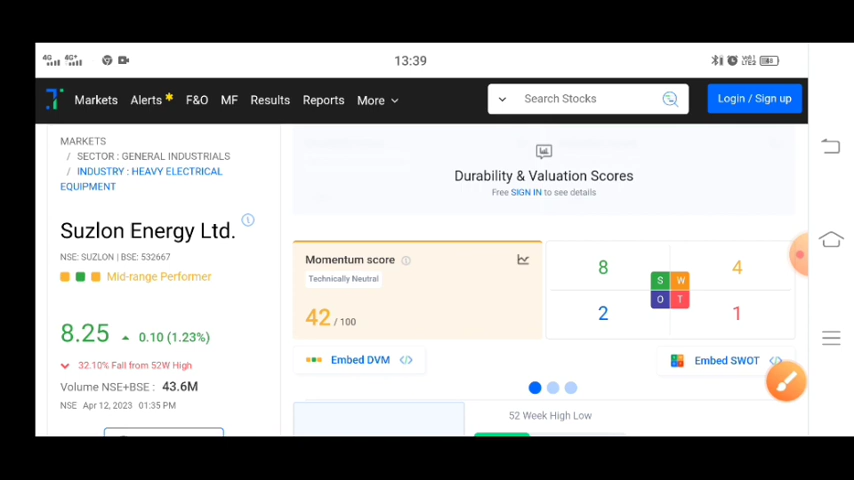 4G 4G+ 13:39
Markets Alerts F&O MF Results Reports More Search Stocks Login / Sign up
MARKETS
/ SECTOR : GENERAL INDUSTRIALS
/ INDUSTRY : HEAVY ELECTRICAL
EQUIPMENT
Suzlon Energy Ltd.
NSE: SUZLON | BSE: 532667
Mid-range Performer
8.25 0.10 (1.23%)
32.10% Fall from 52W High
Volume NSE+BSE : 43.6M
NSE Apr 12, 2023 01:35 PM
Durability & Valuation Scores
Free SIGN IN to see details
Momentum score
Technically Neutral
42 / 100
8 S W 4
2 O T 1
Embed DVM
Embed SWOT
52 Week High Low